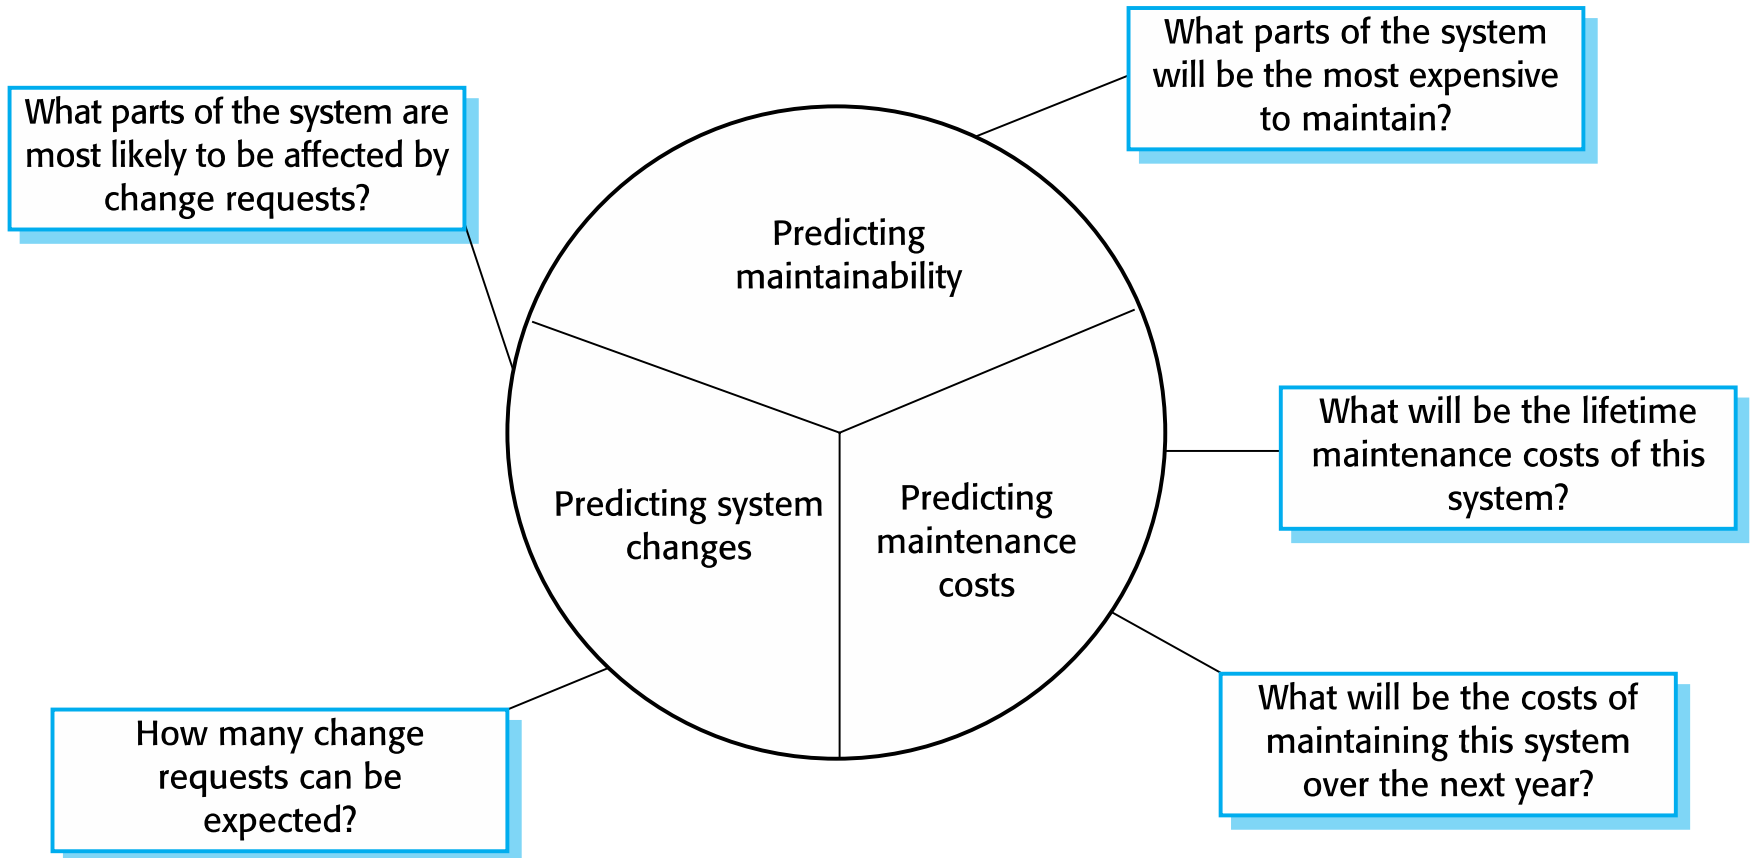 What parts of the system
will be the most expensive
to maintain?
What parts of the system are
most likely to be affected by
change requests?
Predicting
maintainability
What will be the lifetime
maintenance costs of this
system?
Predicting system
changes
Predicting
maintenance
costs
What will be the costs of
maintaining this system
over the next year?
How many change
requests can be
expected?